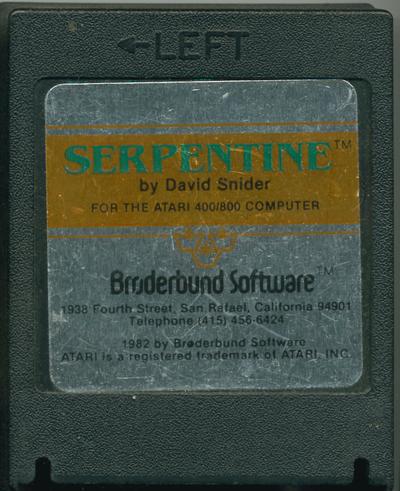 ←LEFT
SERPENTINE™
by David Snider
FOR THE ATARI 400/800 COMPUTER
Brøderbund Software™
1938 Fourth Street, San Rafael, California 94901
Telephone (415) 456-6424
1982 by Brøderbund Software
ATARI is a registered trademark of ATARI, INC.